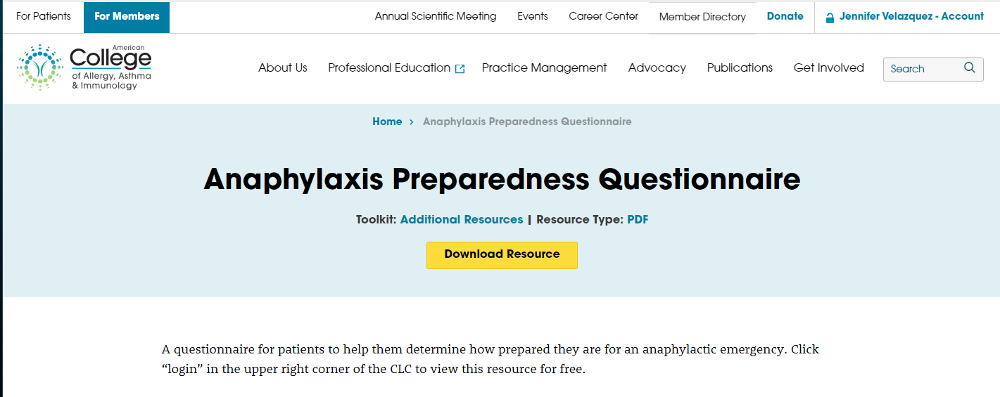 For Patients For Members Annual Scientific Meeting Events Career Center Member Directory Donate Jennifer Velazquez - Account
American
College
of Allergy, Asthma
& Immunology
About Us Professional Education Practice Management Advocacy Publications Get Involved Search
Home > Anaphylaxis Preparedness Questionnaire
Anaphylaxis Preparedness Questionnaire
Toolkit: Additional Resources | Resource Type: PDF
Download Resource
A questionnaire for patients to help them determine how prepared they are for an anaphylactic emergency. Click
“login” in the upper right corner of the CLC to view this resource for free.